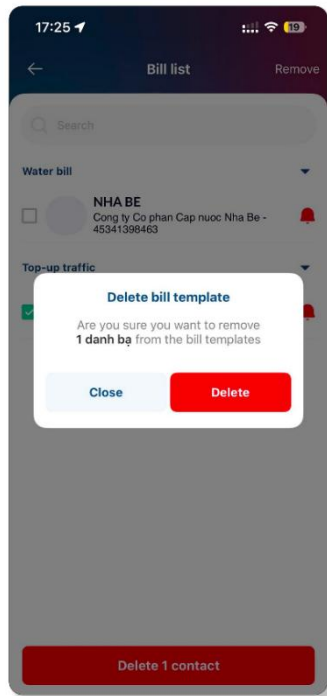 17:25
19
Bill list
Remove
Search
Water bill
NHA BE
Cong ty Co phan Cap nuoc Nha Be -
45341398463
Top-up traffic
Delete bill template
Are you sure you want to remove
1 danh bạ from the bill templates
Close
Delete
Delete 1 contact